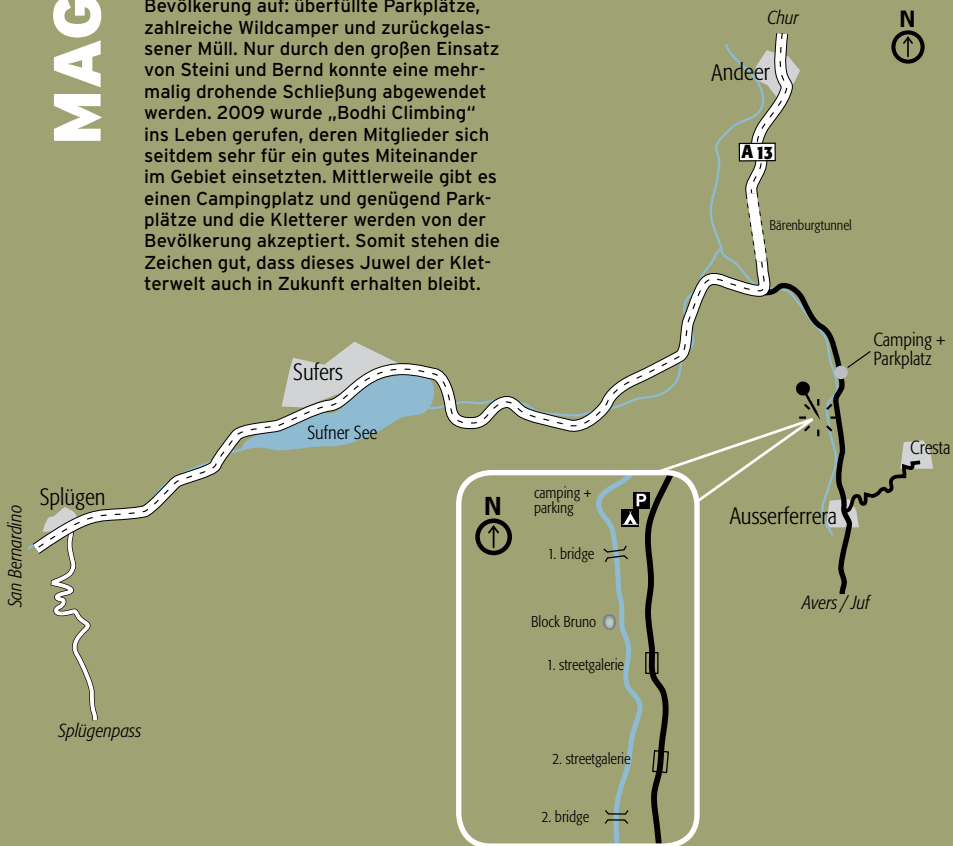 MAG
Bevölkerung auf: überfüllte Parkplätze,
zahlreiche Wildcamper und zurückgelas-
sener Müll. Nur durch den großen Einsatz
von Steini und Bernd konnte eine mehr-
malig drohende Schließung abgewendet
werden. 2009 wurde „Bodhi Climbing“
ins Leben gerufen, deren Mitglieder sich
seitdem sehr für ein gutes Miteinander
im Gebiet einsetzten. Mittlerweile gibt es
einen Campingplatz und genügend Park-
plätze und die Kletterer werden von der
Bevölkerung akzeptiert. Somit stehen die
Zeichen gut, dass dieses Juwel der Klet-
terwelt auch in Zukunft erhalten bleibt.
Chur
N
Andeer
A 13
Bärenburgtunnel
Camping +
Parkplatz
Sufers
Sufner See
Cresta
Splügen
San Bernardino
Ausserferrera
Avers / Juf
Splügenpass
N
camping +
parking
P
1. bridge
Block Bruno
1. streetgalerie
2. streetgalerie
2. bridge